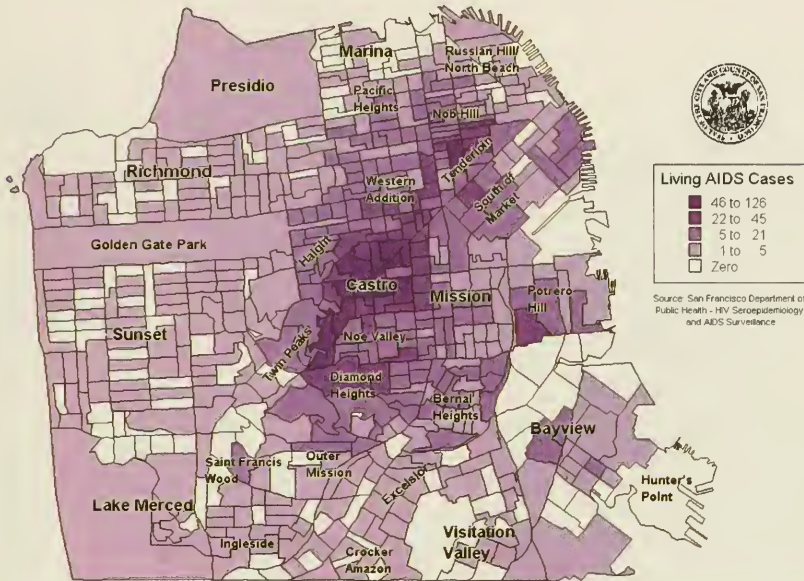 Marina
Russian Hill/
North Beach
Presidio
Pacific
Heights
Nob Hill
Richmond
Tenderloin
Western
Addition
South of
Market
Living AIDS Cases
46 to 126
22 to 45
5 to 21
1 to 5
Zero
Golden Gate Park
Haight
Castro
Mission
Potrero
Hill
Source: San Francisco Department of
Public Health - HIV Seroepidemiology
and AIDS Surveillance
Sunset
Twin Peaks
Noe Valley
Diamond
Heights
Bernal
Heights
Bayview
Saint Francis
Wood
Outer
Mission
Excelsior
Hunter's
Point
Lake Merced
Visitation
Valley
Ingleside
Crocker
Amazon